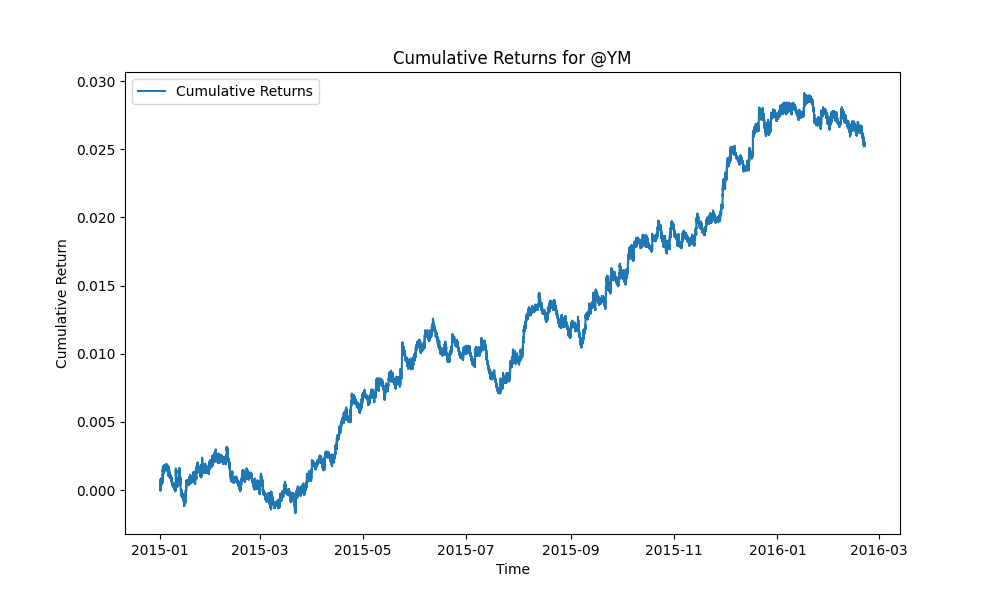 Cumulative Returns for @YM
Cumulative Returns
0.030
0.025
0.020
0.015
0.010
0.005
0.000
Cumulative Return
2015-01 2015-03 2015-05 2015-07 2015-09 2015-11 2016-01 2016-03
Time